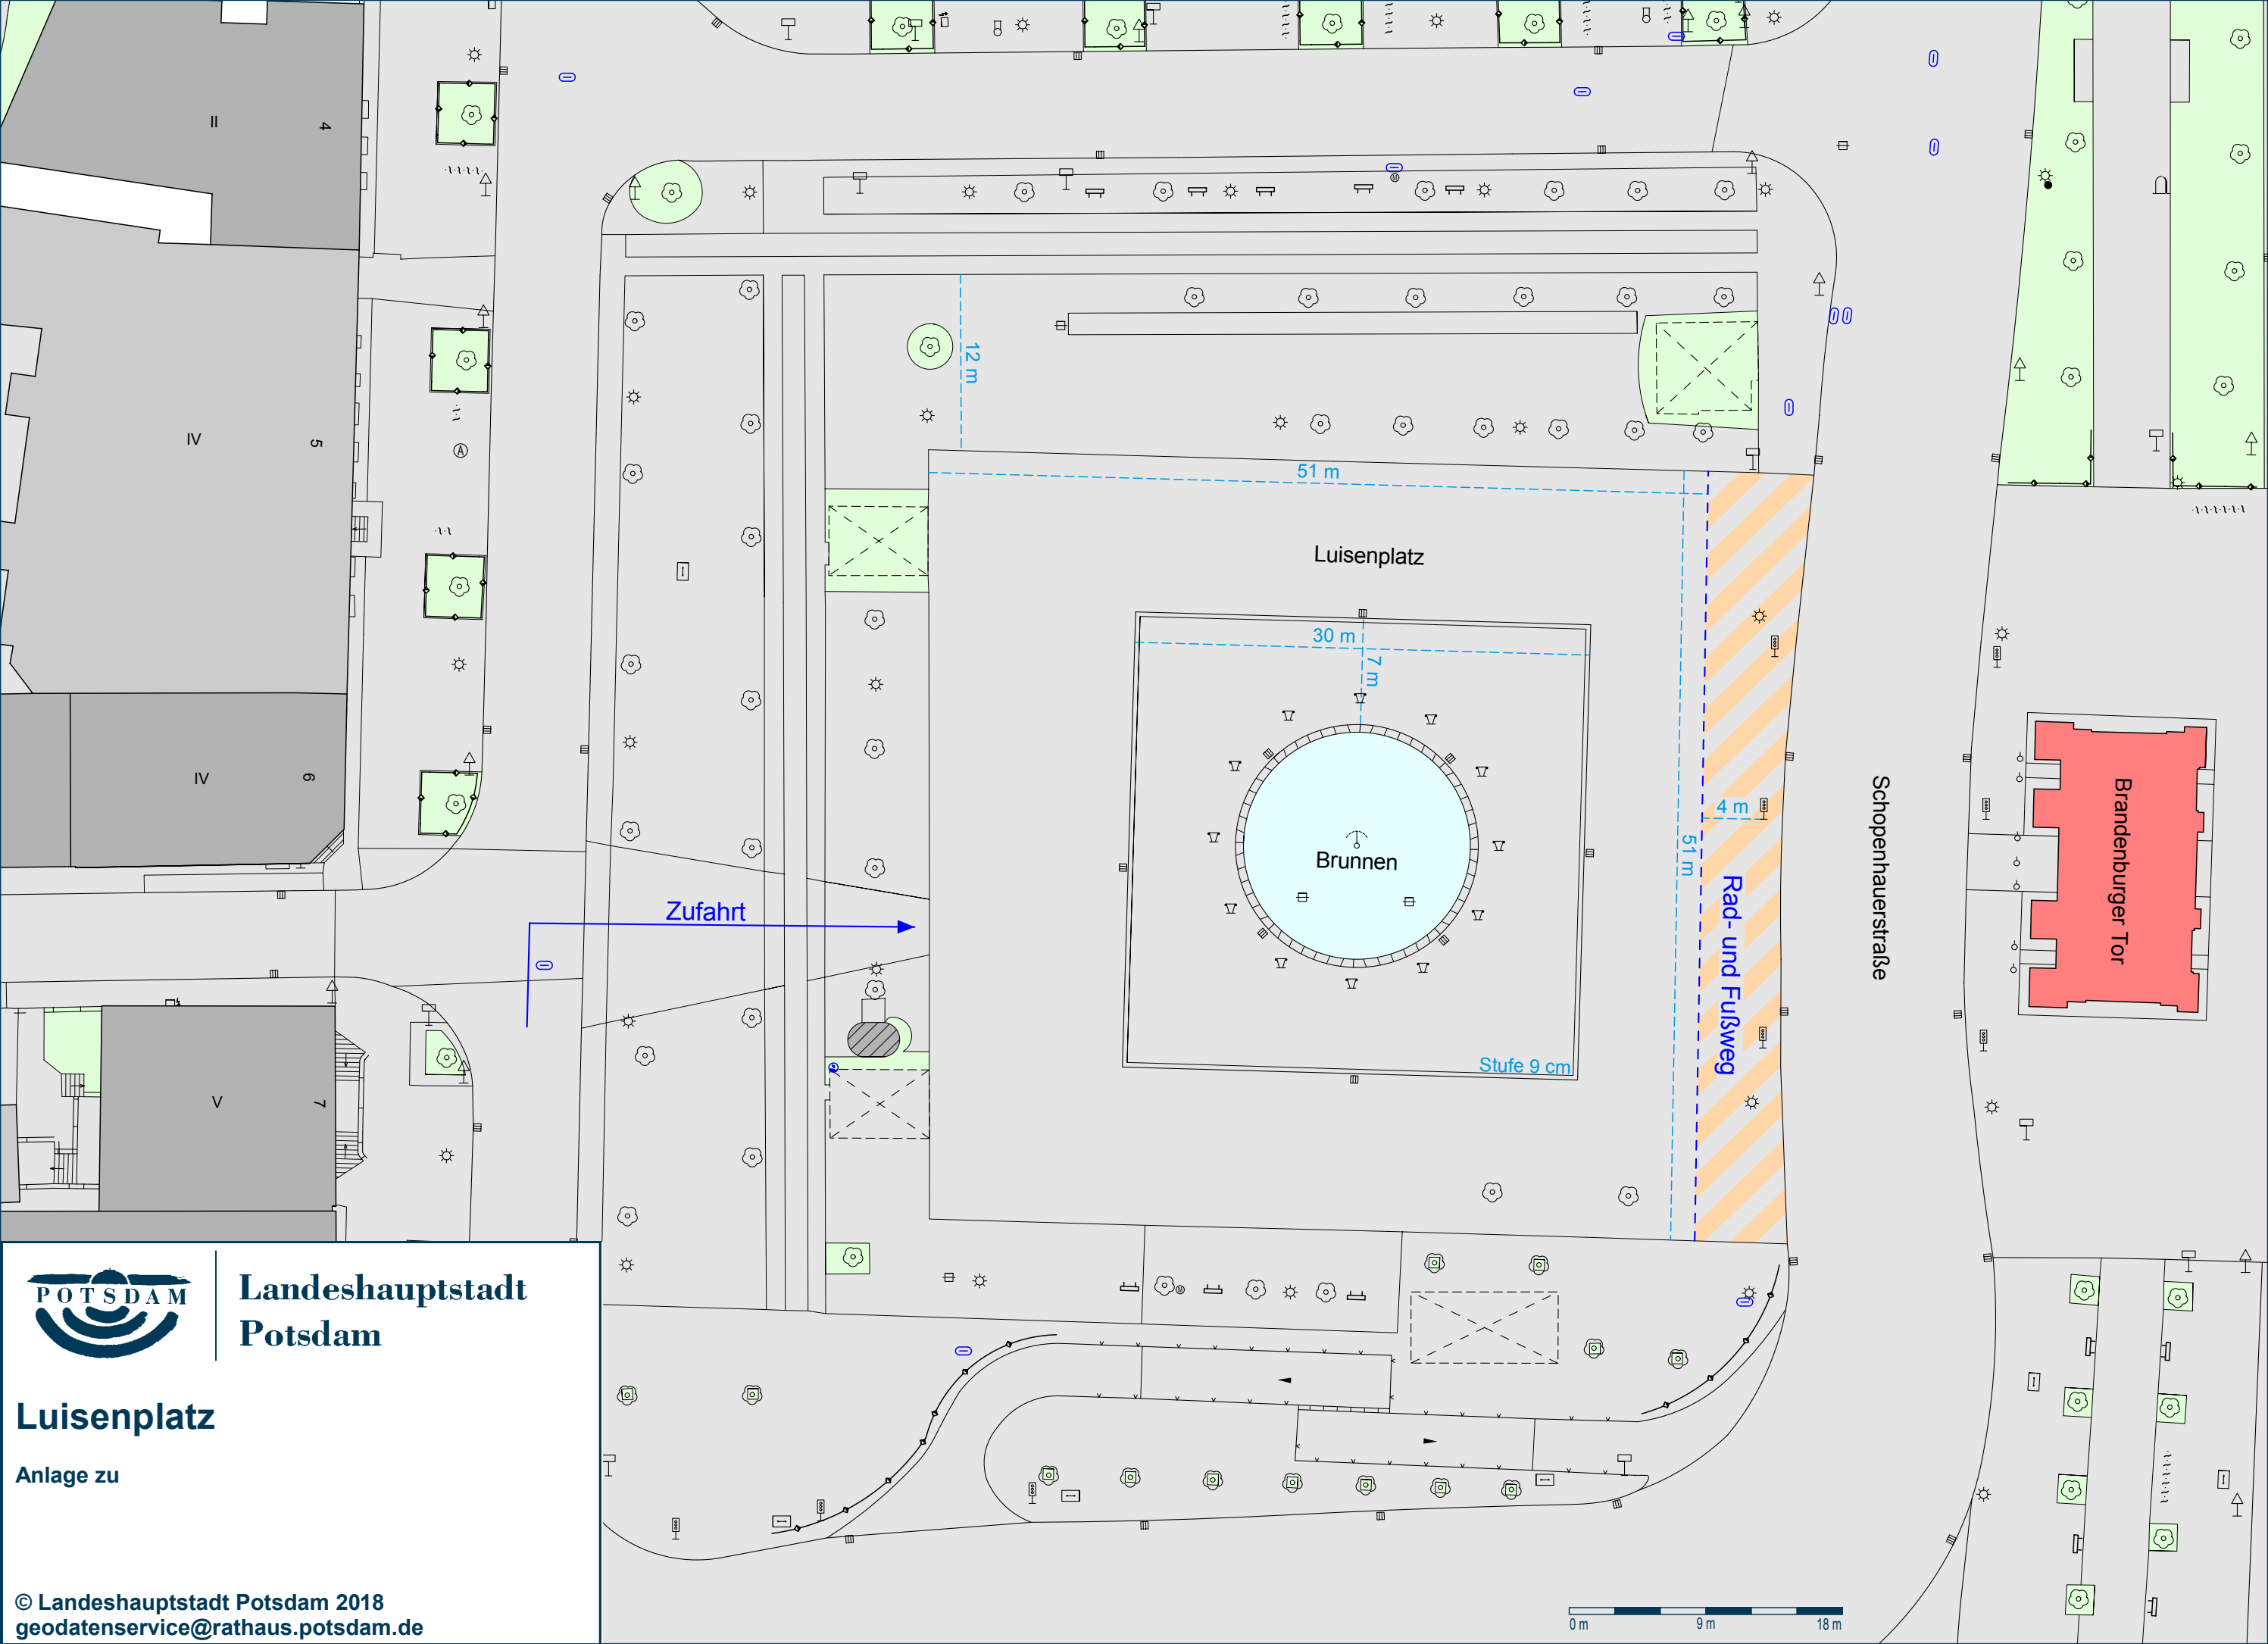 II
4
IV
5
IV
6
V
7
A
12 m
51 m
Luisenplatz
30 m
7 m
Brunnen
Stufe 9 cm
51 m
4 m
Rad- und Fußweg
Zufahrt
Schopenhauerstraße
Brandenburger Tor
M
M
POTSDAM
Landeshauptstadt
Potsdam
Luisenplatz
Anlage zu
© Landeshauptstadt Potsdam 2018
geodatenservice@rathaus.potsdam.de
0 m
9 m
18 m